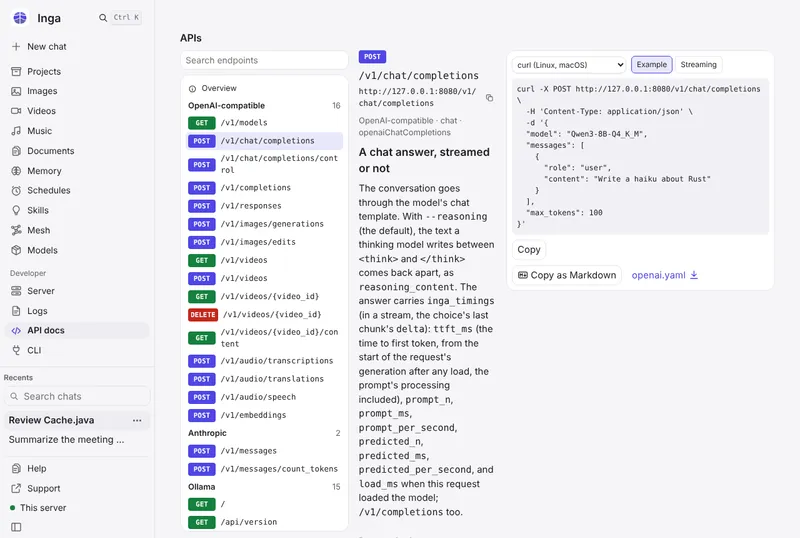 Inga
Ctrl K
New chat
Projects
Images
Videos
Music
Documents
Memory
Schedules
Skills
Mesh
Models
Developer
Server
Logs
API docs
CLI
Recents
Search chats
Review Cache.java
Summarize the meeting ...
Help
Support
This server
APIs
Search endpoints
Overview
OpenAI-compatible 16
GET /v1/models
POST /v1/chat/completions
POST /v1/chat/completions/cont
rol
POST /v1/completions
POST /v1/responses
POST /v1/images/generations
POST /v1/images/edits
GET /v1/videos
POST /v1/videos
GET /v1/videos/{video_id}
DELETE /v1/videos/{video_id}
GET /v1/videos/{video_id}/con
tent
POST /v1/audio/transcriptions
POST /v1/audio/translations
POST /v1/audio/speech
POST /v1/embeddings
Anthropic 2
POST /v1/messages
POST /v1/messages/count_tokens
Ollama 15
GET /
GET /api/version
POST
/v1/chat/completions
http://127.0.0.1:8080/v1/
chat/completions
OpenAI-compatible · chat ·
openaiChatCompletions
A chat answer, streamed
or not
The conversation goes
through the model's chat
template. With --reasoning
(the default), the text a
thinking model writes between
<think> and </think>
comes back apart, as
reasoning_content. The
answer carries inga_timings
(in a stream, the choice's last
chunk's delta): ttft_ms (the
time to first token, from the
start of the request's
generation after any load, the
prompt's processing
included), prompt_n,
prompt_ms,
prompt_per_second,
predicted_n,
predicted_ms,
predicted_per_second, and
load_ms when this request
loaded the model;
/v1/completions too.
curl (Linux, macOS)
Example
Streaming
curl -X POST http://127.0.0.1:8080/v1/chat/completions
\
-H 'Content-Type: application/json' \
-d '{
"model": "Qwen3-8B-Q4_K_M",
"messages": [
{
"role": "user",
"content": "Write a haiku about Rust"
}
],
"max_tokens": 100
}'
Copy
Copy as Markdown
openai.yaml